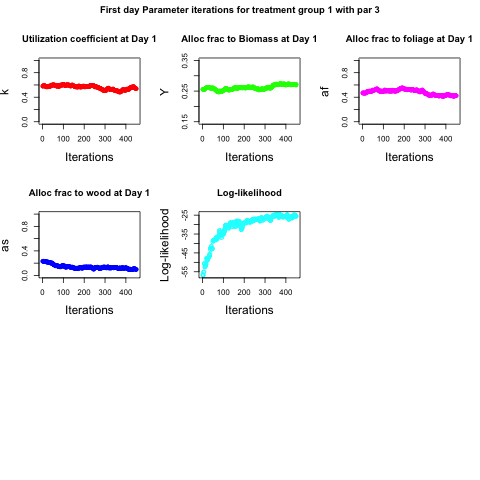 First day Parameter iterations for treatment group 1 with par 3
Utilization coefficient at Day 1
k
0.0 0.4 0.8
0 100 200 300 400
Iterations
Alloc frac to Biomass at Day 1
Y
0.15 0.25 0.35
0 100 200 300 400
Iterations
Alloc frac to foliage at Day 1
af
0.0 0.4 0.8
0 100 200 300 400
Iterations
Alloc frac to wood at Day 1
as
0.0 0.4 0.8
0 100 200 300 400
Iterations
Log-likelihood
Log-likelihood
-55 -45 -35 -25
0 100 200 300 400
Iterations